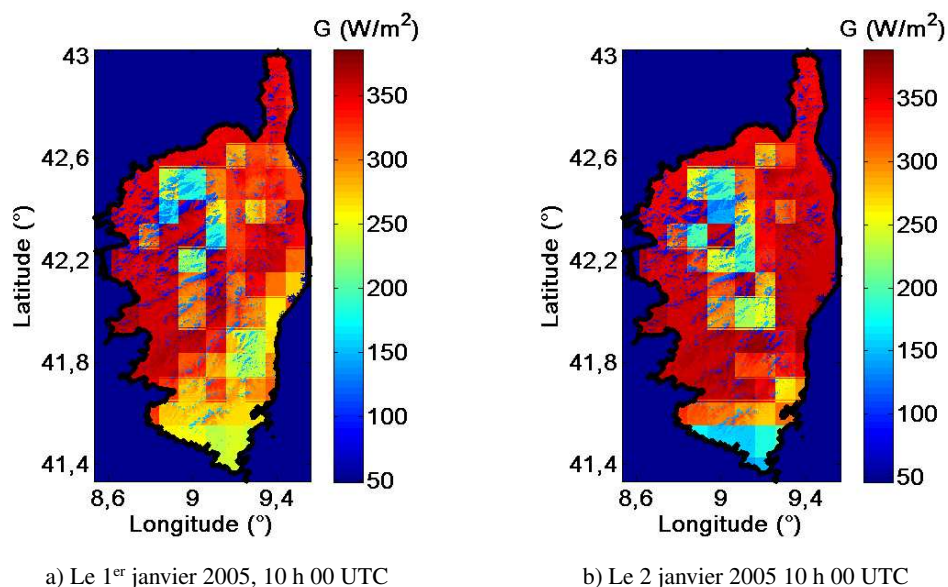 G (W/m²)
43
42,6
42,2
41,8
41,4
Latitude (°)
8,6 9 9,4
Longitude (°)
350
300
250
200
150
100
50
a) Le 1er janvier 2005, 10 h 00 UTC
G (W/m²)
43
42,6
42,2
41,8
41,4
Latitude (°)
8,6 9 9,4
Longitude (°)
350
300
250
200
150
100
50
b) Le 2 janvier 2005 10 h 00 UTC